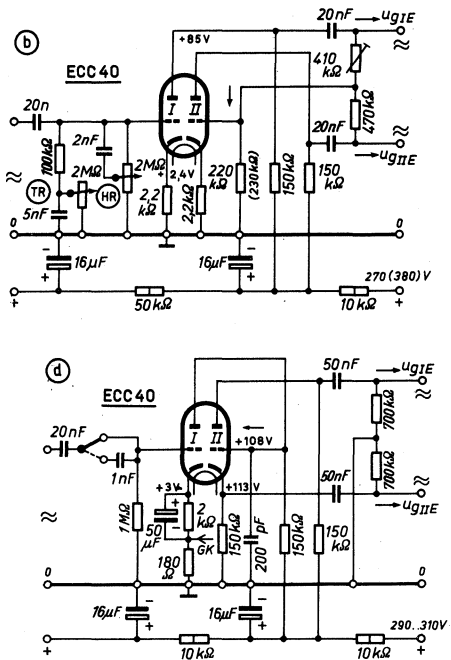 b
20nF → ugIE
+85V
≈
ECC40
410 kΩ
I II
20n
2nF
20nF
470kΩ
→ ugIIE
100kΩ
2MΩ
2MΩ
TR
HR
5nF
+
2,4V
2,2 kΩ
2,2kΩ
220 kΩ
(230kΩ)
150kΩ
150 kΩ
≈
0
0
16µF
16µF
270(380)V
+
50kΩ
10kΩ
+
d
50nF → ugIE
≈
ECC40
700kΩ
I II
20nF
+108V
700kΩ
1nF
+3V
+113V
50nF
→ ugIIE
1MΩ
50 µF
2 kΩ
GK
180 Ω
150kΩ
200 pF
150kΩ
150 kΩ
≈
0
0
16µF
16µF
290..310V
+
10kΩ
10kΩ
+